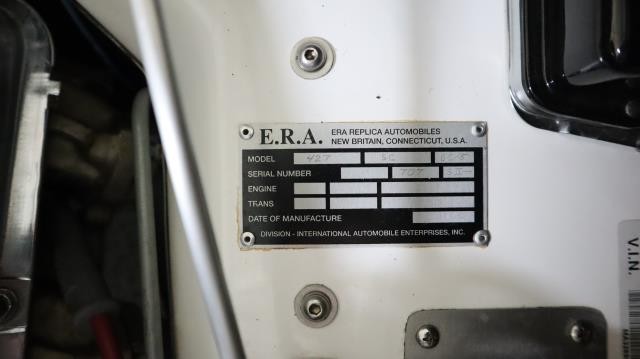 E.R.A. ERA REPLICA AUTOMOBILES
NEW BRITAIN, CONNECTICUT, U.S.A.
MODEL 427 SC
SERIAL NUMBER 707
ENGINE
TRANS
DATE OF MANUFACTURE
DIVISION - INTERNATIONAL AUTOMOBILE ENTERPRISES, INC.
V.I.N.